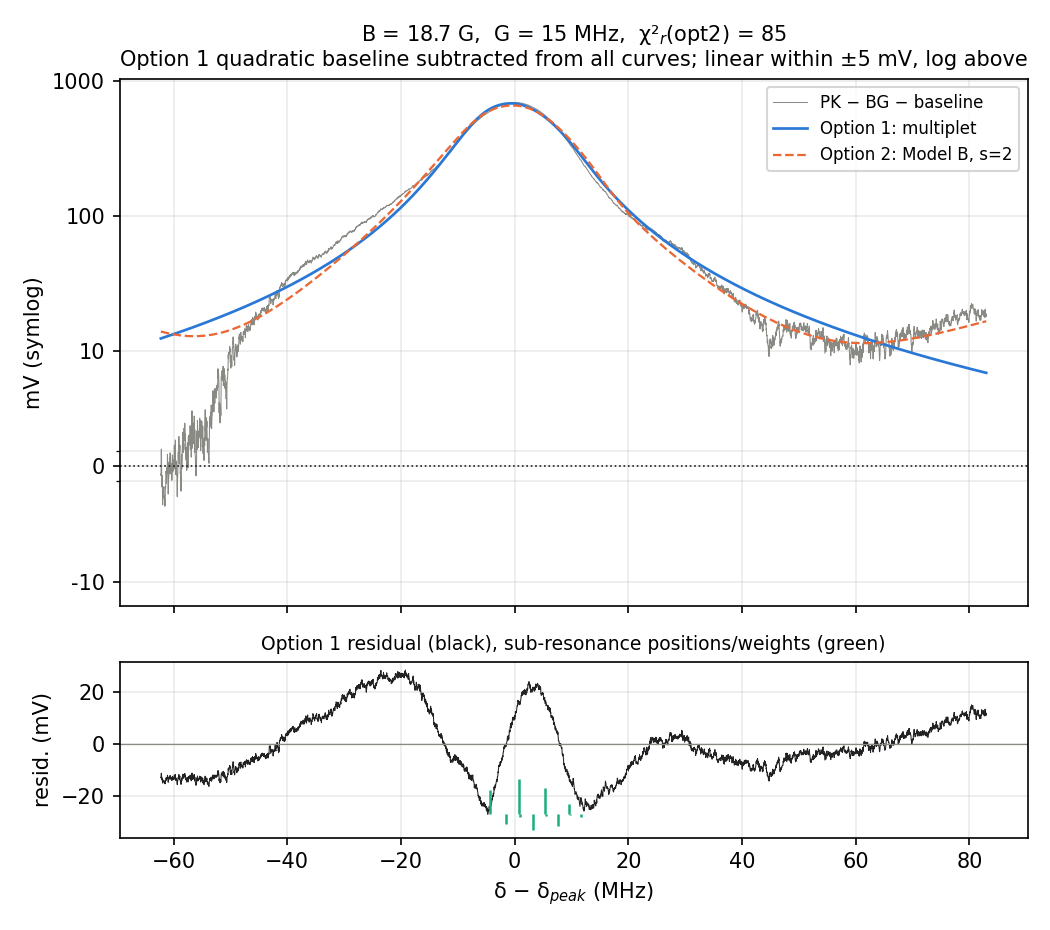 B = 18.7 G, G = 15 MHz, χ²ᵣ(opt2) = 85
Option 1 quadratic baseline subtracted from all curves; linear within ±5 mV, log above
1000
100
10
0
-10
mV (symlog)
PK − BG − baseline
Option 1: multiplet
Option 2: Model B, s=2
Option 1 residual (black), sub-resonance positions/weights (green)
20
0
−20
resid. (mV)
−60 −40 −20 0 20 40 60 80
δ − δpeak (MHz)